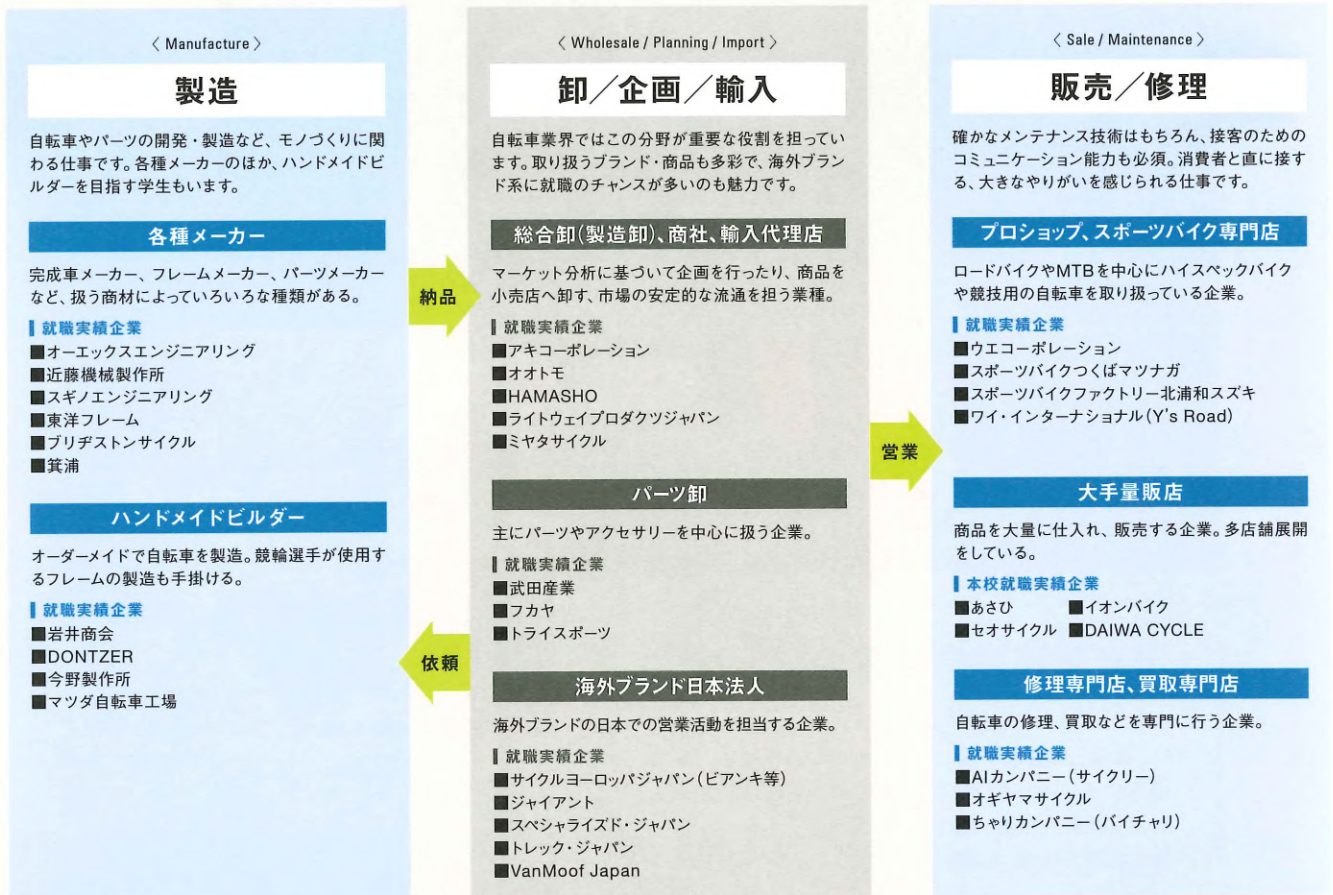 〈 Manufacture 〉
製造
自転車やパーツの開発・製造など、モノづくりに関
わる仕事です。各種メーカーのほか、ハンドメイドビ
ルダーを目指す学生もいます。
各種メーカー
完成車メーカー、フレームメーカー、パーツメーカー
など、扱う商材によっていろいろな種類がある。
就職実績企業
■オーエックスエンジニアリング
■近藤機械製作所
■スギノエンジニアリング
■東洋フレーム
■ブリヂストンサイクル
■箕浦
ハンドメイドビルダー
オーダーメイドで自転車を製造。競輪選手が使用す
るフレームの製造も手掛ける。
就職実績企業
■岩井商会
■DONTZER
■今野製作所
■マツダ自転車工場
納品
依頼
〈 Wholesale / Planning / Import 〉
卸／企画／輸入
自転車業界ではこの分野が重要な役割を担ってい
ます。取り扱うブランド・商品も多彩で、海外ブラン
ド系に就職のチャンスが多いのも魅力です。
総合卸(製造卸)、商社、輸入代理店
マーケット分析に基づいて企画を行ったり、商品を
小売店へ卸す、市場の安定的な流通を担う業種。
就職実績企業
■アキコーポレーション
■オオトモ
■HAMASHO
■ライトウェイプロダクツジャパン
■ミヤタサイクル
パーツ卸
主にパーツやアクセサリーを中心に扱う企業。
就職実績企業
■武田産業
■フカヤ
■トライスポーツ
海外ブランド日本法人
海外ブランドの日本での営業活動を担当する企業。
就職実績企業
■サイクルヨーロッパジャパン(ビアンキ等)
■ジャイアント
■スペシャライズド・ジャパン
■トレック・ジャパン
■VanMoof Japan
営業
〈 Sale / Maintenance 〉
販売／修理
確かなメンテナンス技術はもちろん、接客のための
コミュニケーション能力も必須。消費者と直に接す
る、大きなやりがいを感じられる仕事です。
プロショップ、スポーツバイク専門店
ロードバイクやMTBを中心にハイスペックバイク
や競技用の自転車を取り扱っている企業。
就職実績企業
■ウエコーポレーション
■スポーツバイクつくばマツナガ
■スポーツバイクファクトリー北浦和スズキ
■ワイ・インターナショナル(Y's Road)
大手量販店
商品を大量に仕入れ、販売する企業。多店舗展開
をしている。
本校就職実績企業
■あさひ ■イオンバイク
■セオサイクル ■DAIWA CYCLE
修理専門店、買取専門店
自転車の修理、買取などを専門に行う企業。
就職実績企業
■AIカンパニー(サイクリー)
■オギヤマサイクル
■ちゃりカンパニー(バイチャリ)